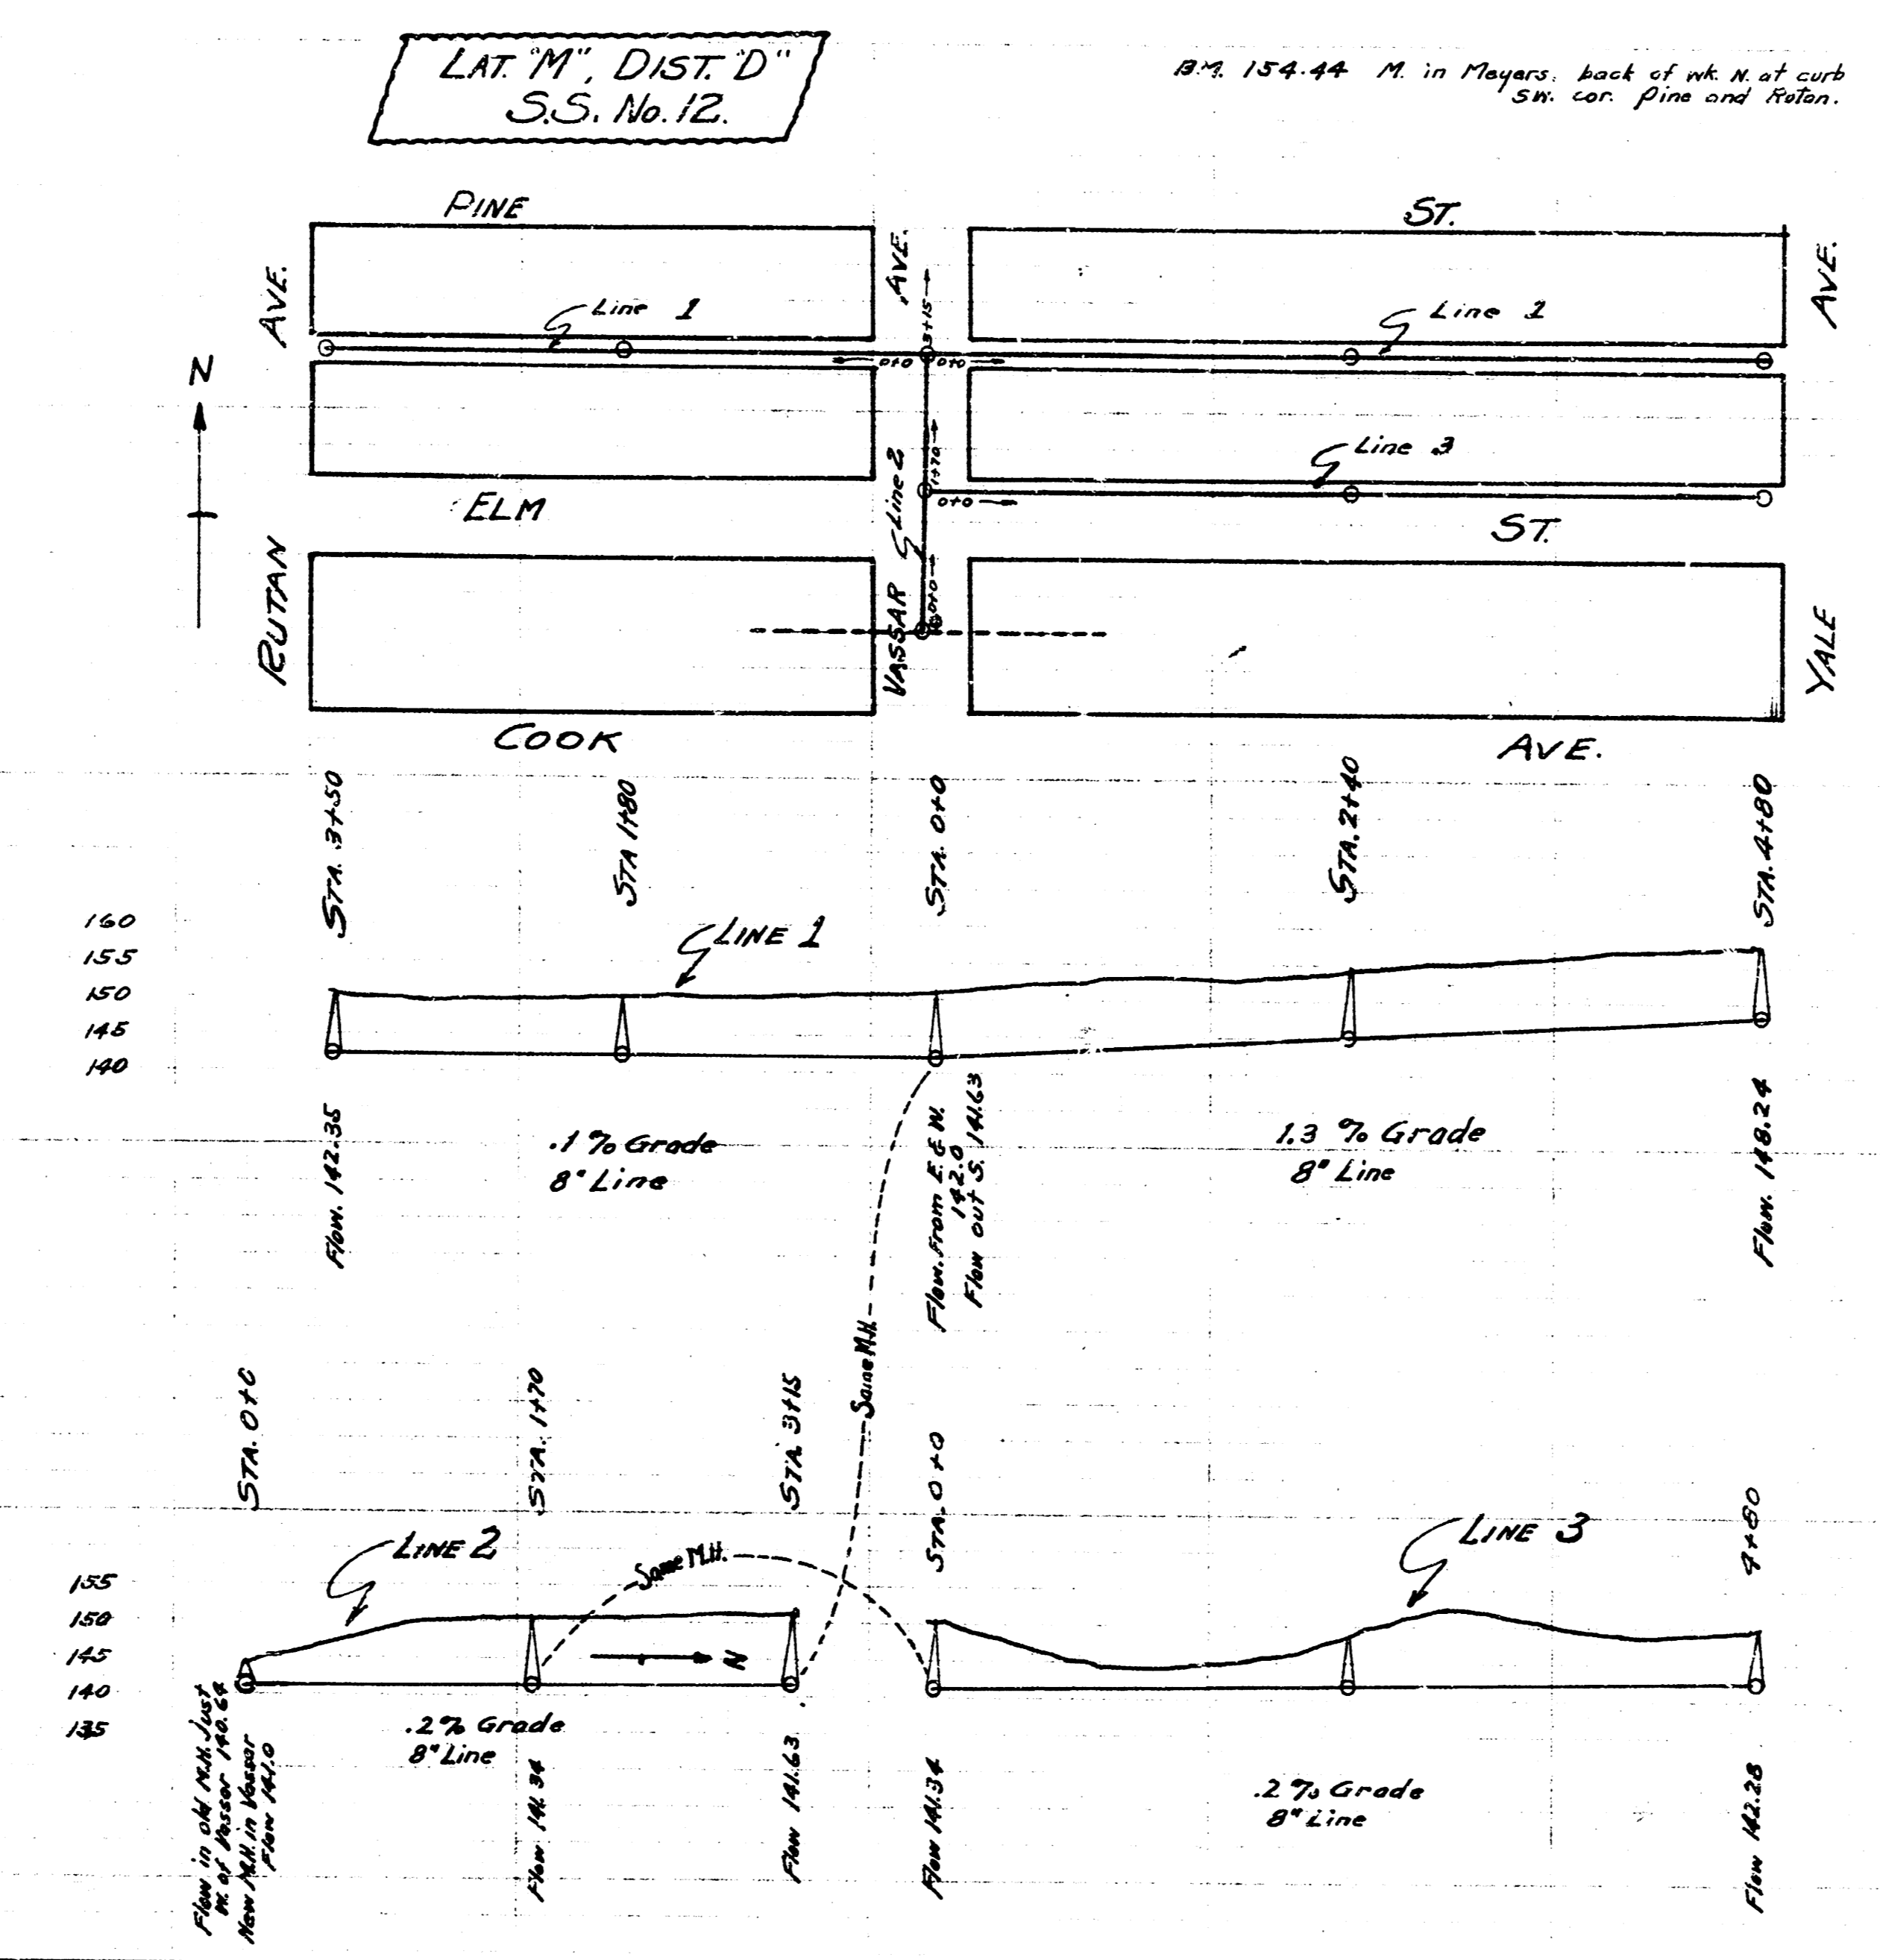 LAT. "M", DIST. "D"
S.S. No. 12.
B.M. 154.44 M. in Meyers, back of wk. N. at curb
SW. cor. Pine and Rotan.
PINE
ST.
AVE.
AVE.
AVE.
Line 1
Line 1
3+15
0+0
0+0
N
Line 3
1+70
Line 2
0+0
ELM
ST.
RUTAN
VASSAR
0+0
YALE
COOK
AVE.
STA. 3+50
STA 1+80
STA. 0+0
STA. 2+40
STA. 4+80
160
155
150
145
140
LINE 1
Flow. 142.35
.1 % Grade
8" Line
Flow. From E. & W.
142.0
Flow out S. 141.63
1.3 % Grade
8" Line
Flow. 148.24
Same M.H.
STA. 0+0
STA. 1+70
STA. 3+15
STA. 0+0
4+80
LINE 2
Same M.H.
LINE 3
155
150
145
140
135
N
Flow in old M.H. Just
W. of Vassar 140.64
New M.H. in Vassar
Flow 141.0
.2 % Grade
8" Line
Flow 141.34
Flow 141.63
Flow 141.34
.2 % Grade
8" Line
Flow 142.28